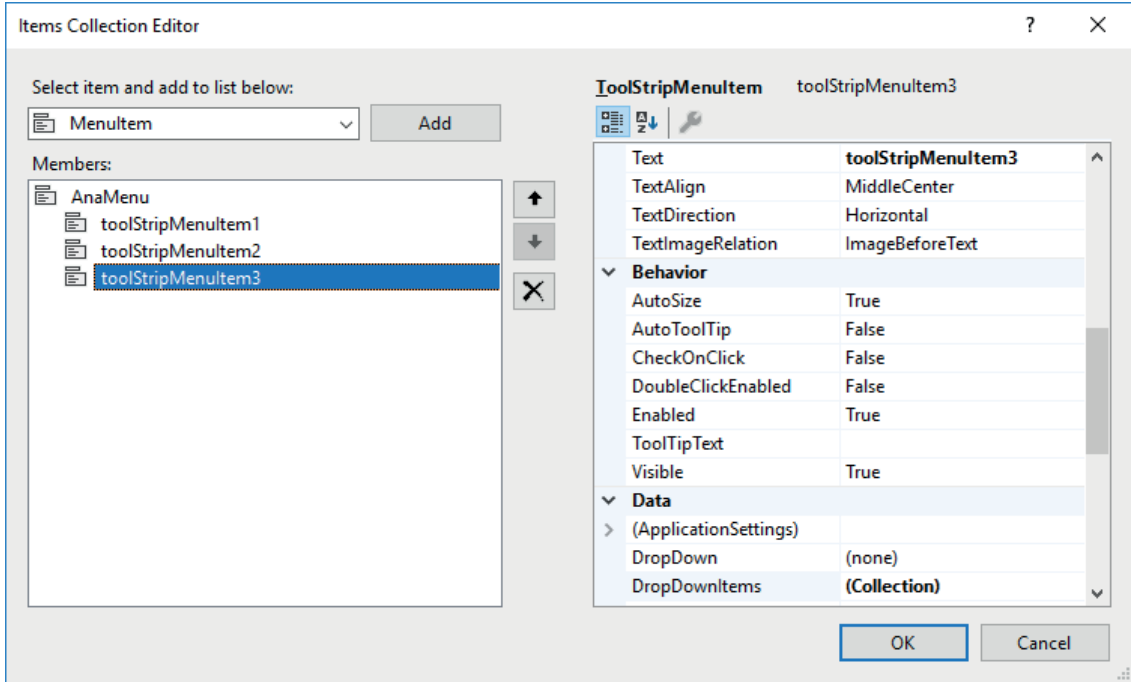 Items Collection Editor
?
Select item and add to list below:
MenuItem
Add
Members:
AnaMenu
toolStripMenuItem1
toolStripMenuItem2
toolStripMenuItem3
ToolStripMenuItem toolStripMenuItem3
Text toolStripMenuItem3
TextAlign MiddleCenter
TextDirection Horizontal
TextImageRelation ImageBeforeText
Behavior
AutoSize True
AutoToolTip False
CheckOnClick False
DoubleClickEnabled False
Enabled True
ToolTipText
Visible True
Data
(ApplicationSettings)
DropDown (none)
DropDownItems (Collection)
OK Cancel